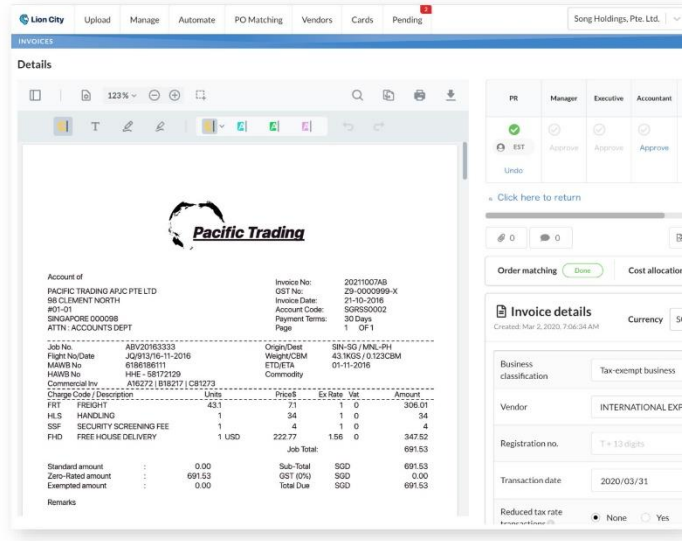 Lion City Upload Manage Automate PO Matching Vendors Cards Pending 2 Song Holdings, Pte. Ltd.
INVOICES
Details
123%
T
Pacific Trading
Account of
PACIFIC TRADING APJC PTE LTD
98 CLEMENT NORTH
#01-01
SINGAPORE 000098
ATTN : ACCOUNTS DEPT
Invoice No: 20211007AB
GST No: Z9-0000999-X
Invoice Date: 21-10-2016
Account Code: SGRSS0002
Payment Terms: 30 Days
Page 1 OF 1
Job No. ABV20163333 Origin/Dest SIN-SG / MNL-PH
Flight No/Date JQ/913/16-11-2016 Weight/CBM 43.1KGS / 0.123CBM
MAWB No 6186186111 ETD/ETA 01-11-2016
HAWB No HHE - 58172129 Commodity
Commercial Inv A16272 | B18217 | C81273
Charge Code / Description Units Price$ Ex Rate Vat Amount
FRT FREIGHT 43.1 7.1 1 0 306.01
HLS HANDLING 1 34 1 0 34
SSF SECURITY SCREENING FEE 1 4 1 0 4
FHD FREE HOUSE DELIVERY 1 USD 222.77 1.56 0 347.52
Job Total: 691.53
Standard amount : 0.00 Sub-Total SGD 691.53
Zero-Rated amount : 691.53 GST (0%) SGD 0.00
Exempted amount : 0.00 Total Due SGD 691.53
Remarks
PR Manager Executive Accountant
EST Approve Approve Approve
Undo
« Click here to return
0 0
Order matching Done Cost allocation
Invoice details
Created: Mar 2, 2020, 7:06:34 AM
Currency
Business classification Tax-exempt business
Vendor INTERNATIONAL EXP
Registration no. T + 13 digits
Transaction date 2020/03/31
Reduced tax rate None Yes
transactions